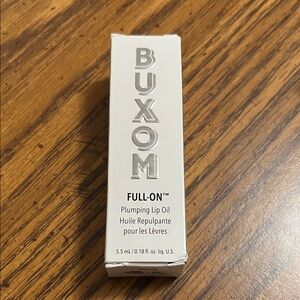 BUXOM
FULL-ON™
Plumping Lip Oil
Huile Repulpante
pour les Lèvres
5.5 mL / 0.18 fl. oz. liq. U.S.